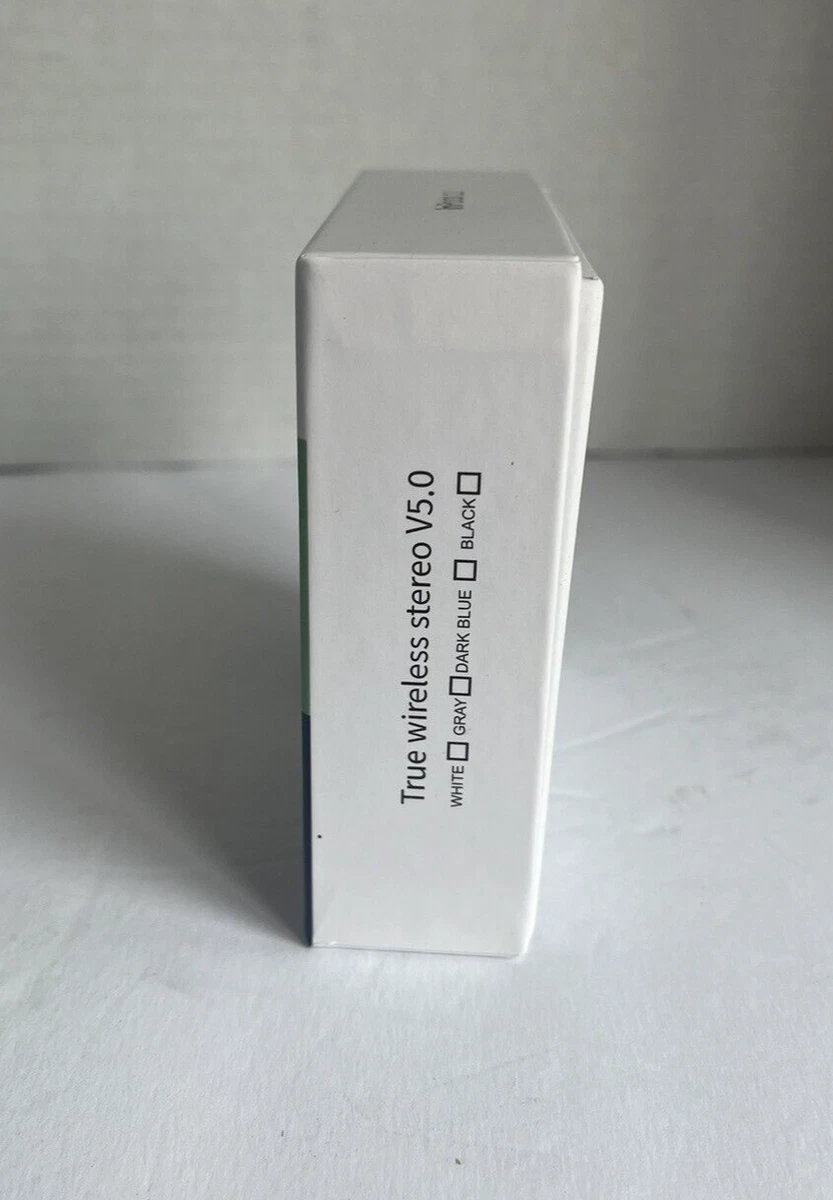 True wireless stereo V5.0
WHITE □ GRAY □ DARK BLUE □ BLACK □